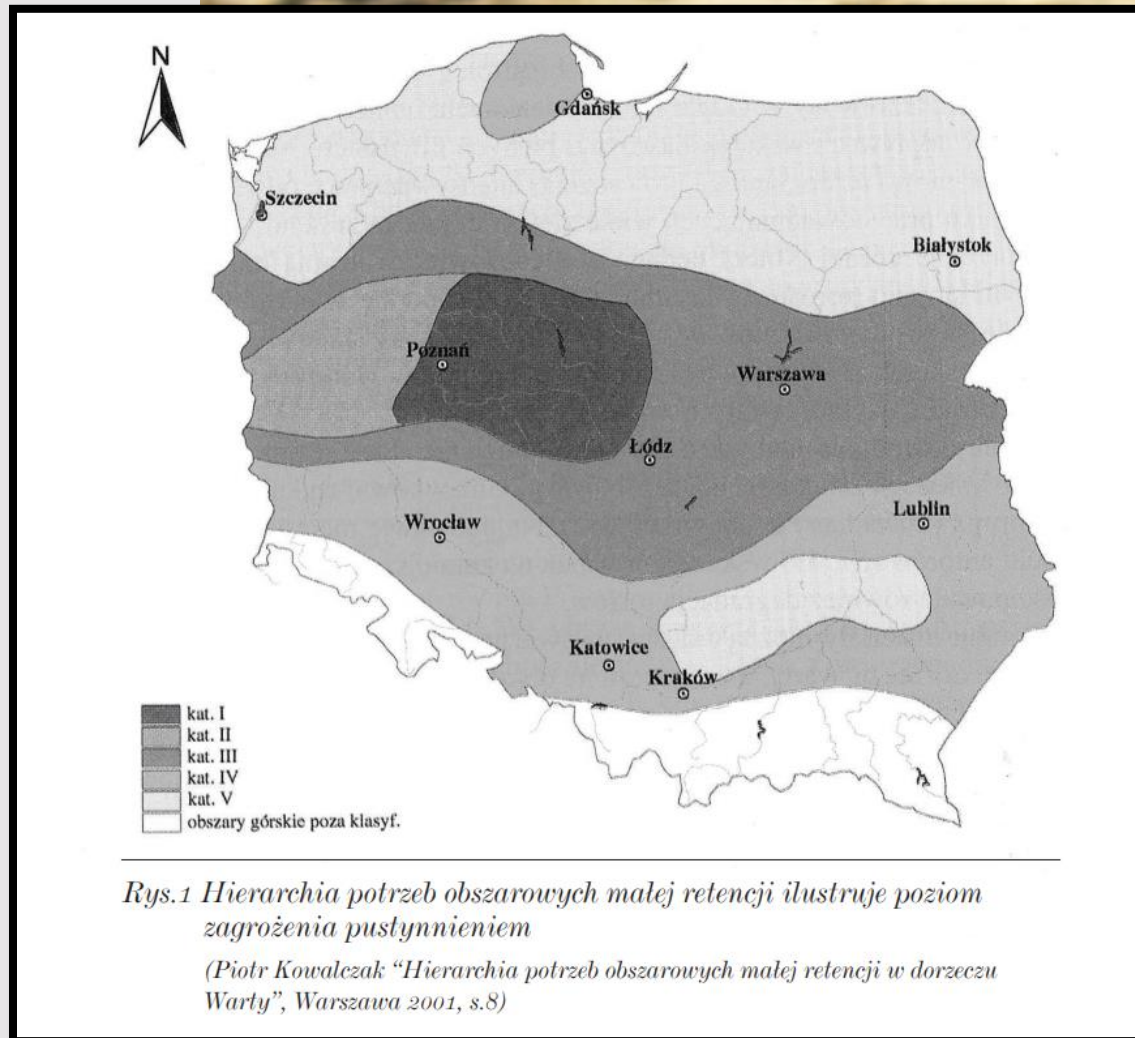 N
Gdańsk
Szczecin
Białystok
Poznań
Warszawa
Łódz
Wrocław
Lublin
Katowice
Kraków
kat. I
kat. II
kat. III
kat. IV
kat. V
obszary górskie poza klasyf.
Rys.1 Hierarchia potrzeb obszarowych małej retencji ilustruje poziom
zagrożenia pustynnieniem
(Piotr Kowalczak “Hierarchia potrzeb obszarowych małej retencji w dorzeczu
Warty”, Warszawa 2001, s.8)